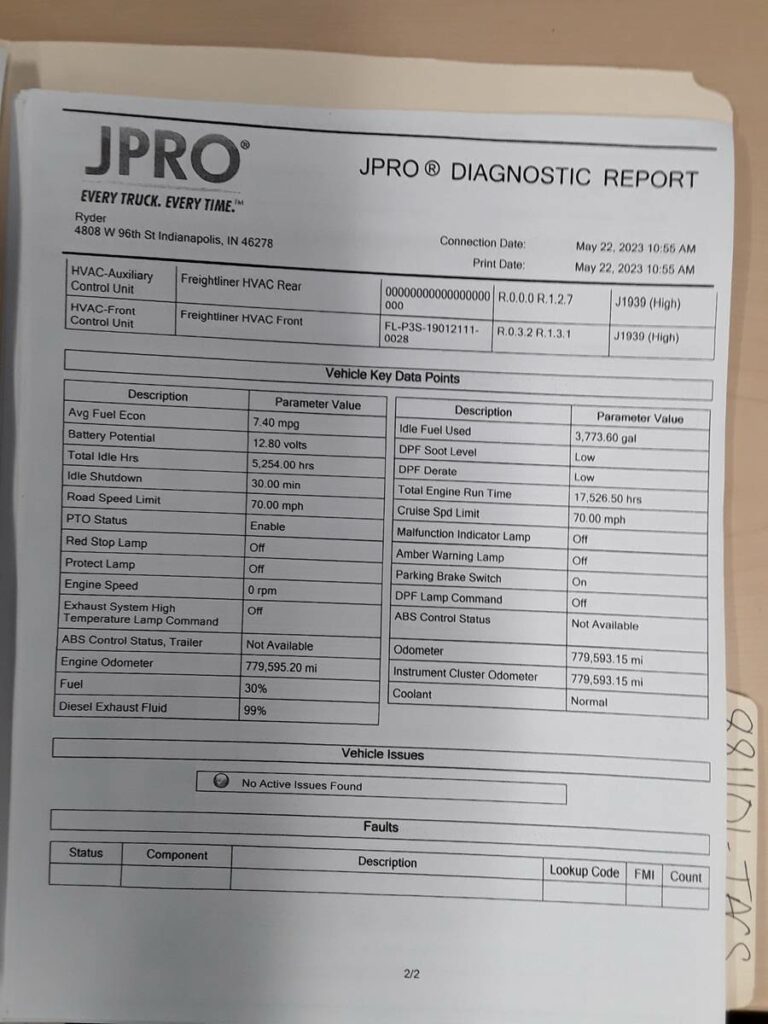 JPRO®
EVERY TRUCK. EVERY TIME.™
JPRO® DIAGNOSTIC REPORT
Ryder
4808 W 96th St Indianapolis, IN 46278
Connection Date: May 22, 2023 10:55 AM
Print Date: May 22, 2023 10:55 AM
HVAC-Auxiliary Control Unit Freightliner HVAC Rear 00000000000000000 000 R.0.0.0 R.1.2.7 J1939 (High)
HVAC-Front Control Unit Freightliner HVAC Front FL-P3S-19012111-0028 R.0.3.2 R.1.3.1 J1939 (High)
Vehicle Key Data Points
Description Parameter Value
Avg Fuel Econ 7.40 mpg
Battery Potential 12.80 volts
Total Idle Hrs 5,254.00 hrs
Idle Shutdown 30.00 min
Road Speed Limit 70.00 mph
PTO Status Enable
Red Stop Lamp Off
Protect Lamp Off
Engine Speed 0 rpm
Exhaust System High Temperature Lamp Command Off
ABS Control Status, Trailer Not Available
Engine Odometer 779,595.20 mi
Fuel 30%
Diesel Exhaust Fluid 99%
Description Parameter Value
Idle Fuel Used 3,773.60 gal
DPF Soot Level Low
DPF Derate Low
Total Engine Run Time 17,526.50 hrs
Cruise Spd Limit 70.00 mph
Malfunction Indicator Lamp Off
Amber Warning Lamp Off
Parking Brake Switch On
DPF Lamp Command Off
ABS Control Status Not Available
Odometer 779,593.15 mi
Instrument Cluster Odometer 779,593.15 mi
Coolant Normal
Vehicle Issues
No Active Issues Found
Faults
Status Component Description Lookup Code FMI Count
2/2